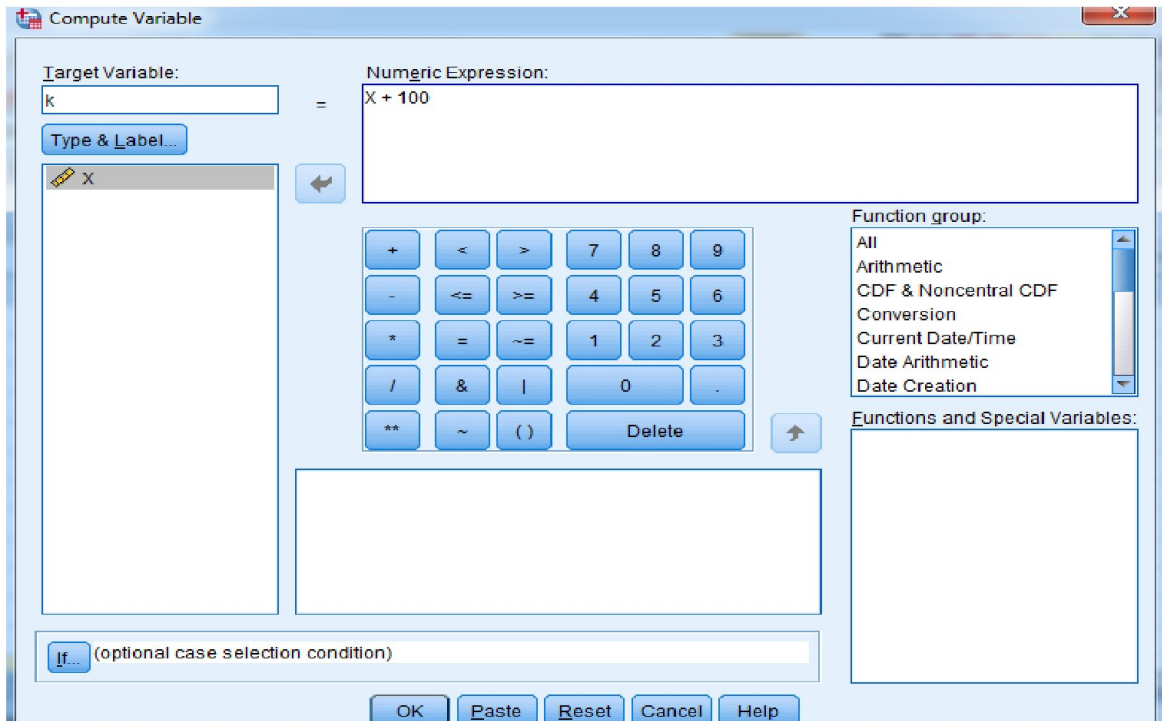 Compute Variable
Target Variable:
k
=
Numeric Expression:
X + 100
Type & Label...
X
+ < > 7 8 9
- <= >= 4 5 6
* = ~= 1 2 3
/ & | 0 .
** ~ ( ) Delete
Function group:
All
Arithmetic
CDF & Noncentral CDF
Conversion
Current Date/Time
Date Arithmetic
Date Creation
Functions and Special Variables:
If... (optional case selection condition)
OK Paste Reset Cancel Help